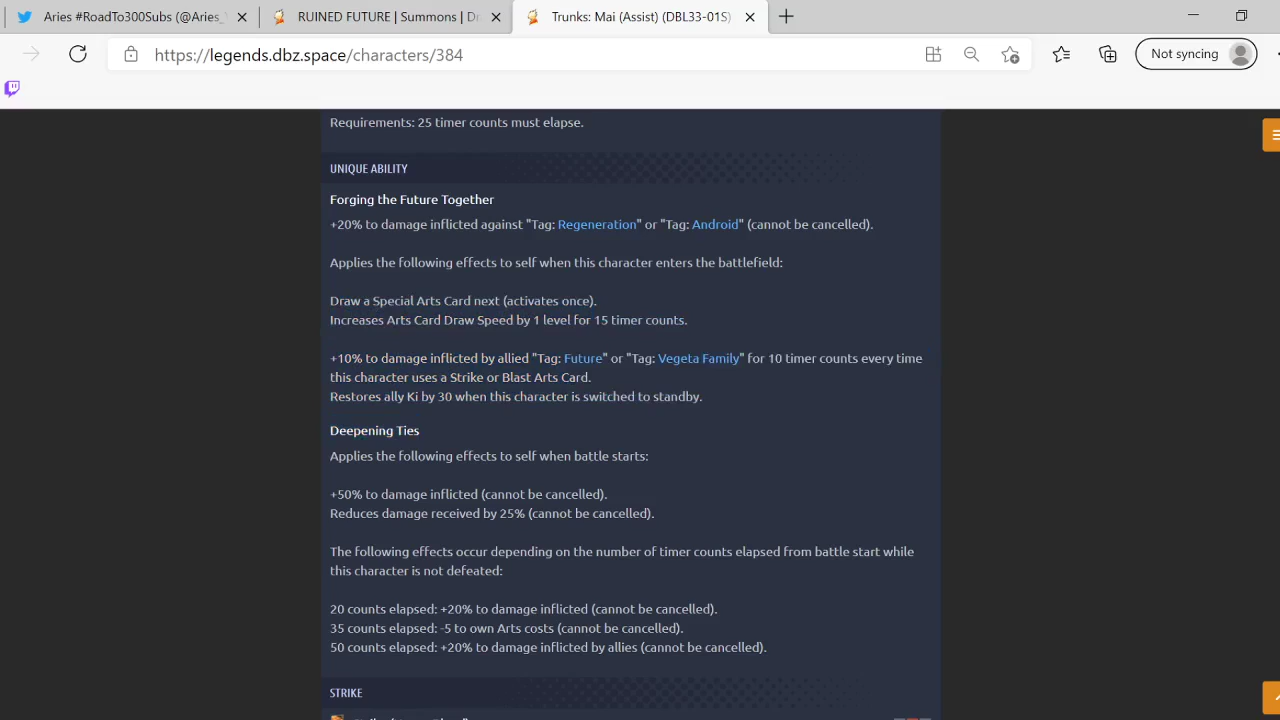 Aries #RoadTo300Subs (@Aries_
RUINED FUTURE | Summons | Dr
Trunks: Mai (Assist) (DBL33-01S)
https://legends.dbz.space/characters/384
Not syncing
Requirements: 25 timer counts must elapse.
UNIQUE ABILITY
Forging the Future Together
+20% to damage inflicted against "Tag: Regeneration" or "Tag: Android" (cannot be cancelled).
Applies the following effects to self when this character enters the battlefield:
Draw a Special Arts Card next (activates once).
Increases Arts Card Draw Speed by 1 level for 15 timer counts.
+10% to damage inflicted by allied "Tag: Future" or "Tag: Vegeta Family" for 10 timer counts every time
this character uses a Strike or Blast Arts Card.
Restores ally Ki by 30 when this character is switched to standby.
Deepening Ties
Applies the following effects to self when battle starts:
+50% to damage inflicted (cannot be cancelled).
Reduces damage received by 25% (cannot be cancelled).
The following effects occur depending on the number of timer counts elapsed from battle start while
this character is not defeated:
20 counts elapsed: +20% to damage inflicted (cannot be cancelled).
35 counts elapsed: -5 to own Arts costs (cannot be cancelled).
50 counts elapsed: +20% to damage inflicted by allies (cannot be cancelled).
STRIKE